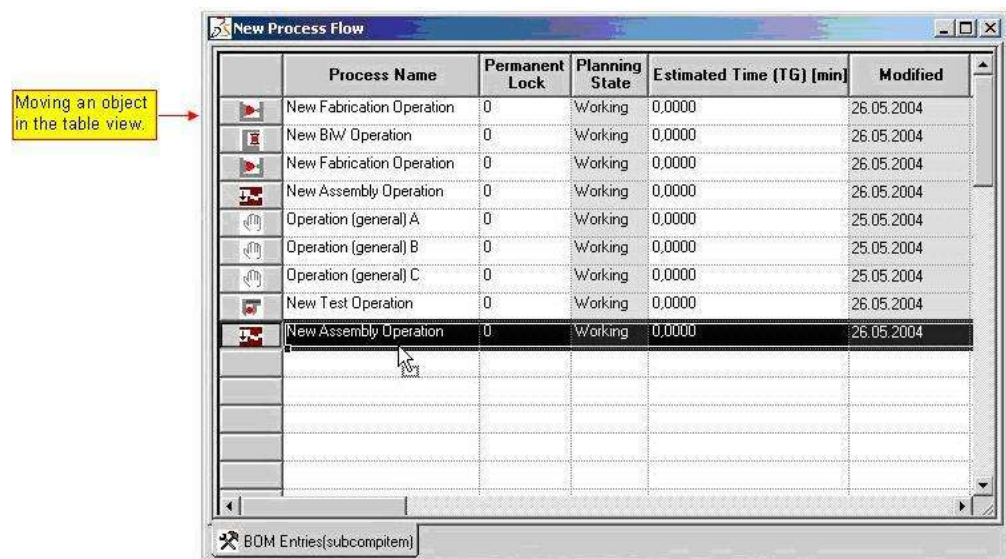 New Process Flow
Process Name Permanent Lock Planning State Estimated Time (TG) [min] Modified
Moving an object
in the table view.
New Fabrication Operation 0 Working 0,0000 26.05.2004
New BiW Operation 0 Working 0,0000 26.05.2004
New Fabrication Operation 0 Working 0,0000 26.05.2004
New Assembly Operation 0 Working 0,0000 26.05.2004
Operation (general) A 0 Working 0,0000 25.05.2004
Operation (general) B 0 Working 0,0000 25.05.2004
Operation (general) C 0 Working 0,0000 25.05.2004
New Test Operation 0 Working 0,0000 26.05.2004
New Assembly Operation 0 Working 0,0000 26.05.2004
BOM Entries(subcompitem)